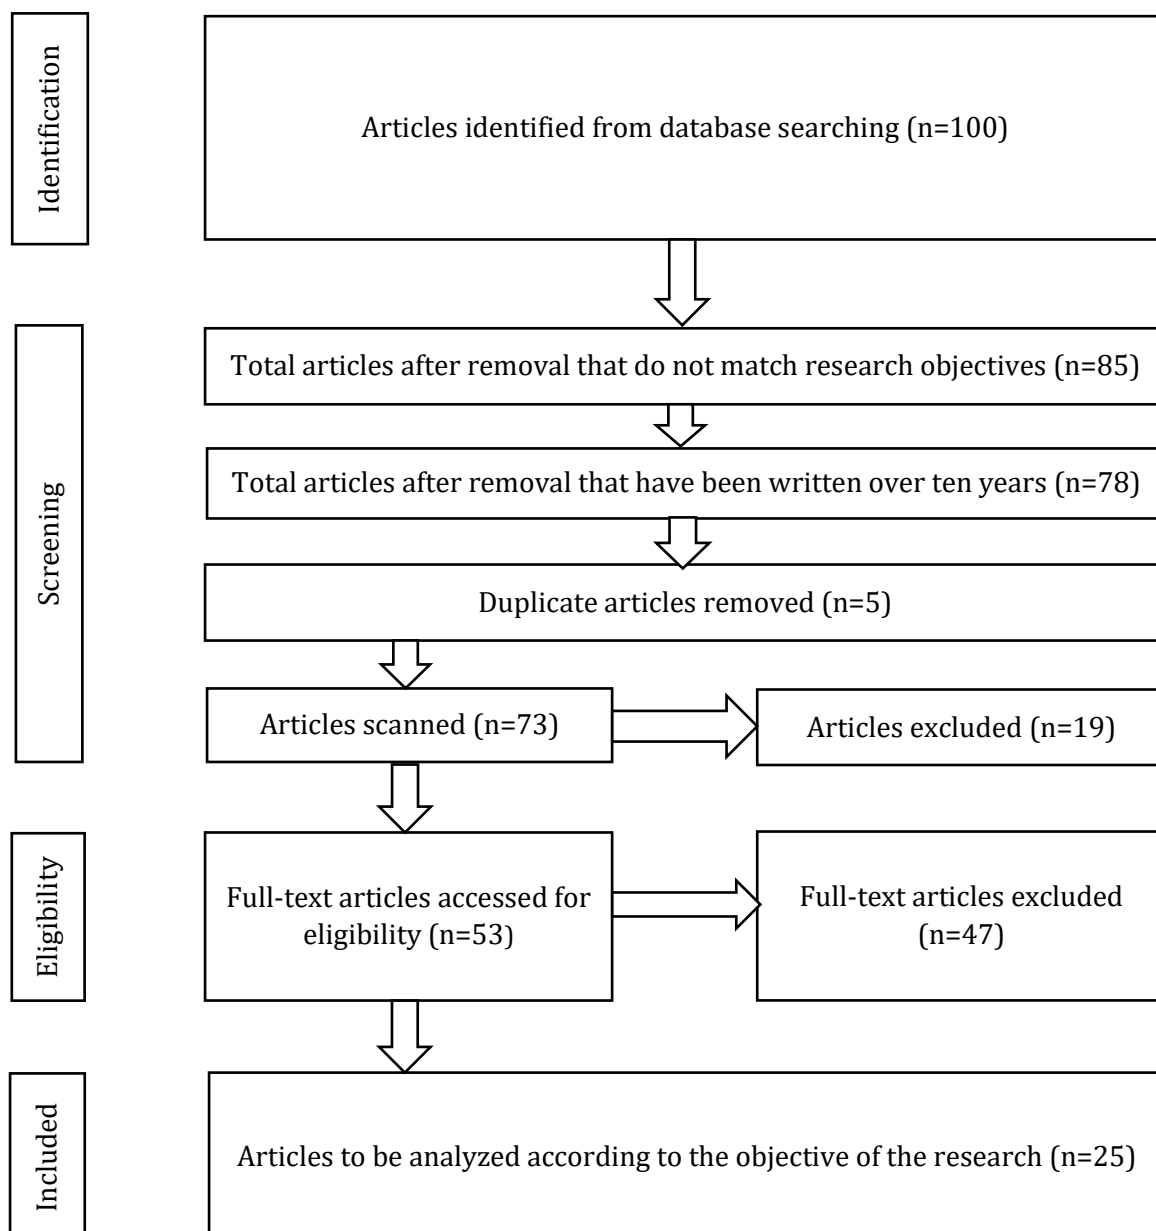 Identification
Articles identified from database searching (n=100)
Screening
Total articles after removal that do not match research objectives (n=85)
Total articles after removal that have been written over ten years (n=78)
Duplicate articles removed (n=5)
Articles scanned (n=73)
Articles excluded (n=19)
Eligibility
Full-text articles accessed for
eligibility (n=53)
Full-text articles excluded
(n=47)
Included
Articles to be analyzed according to the objective of the research (n=25)